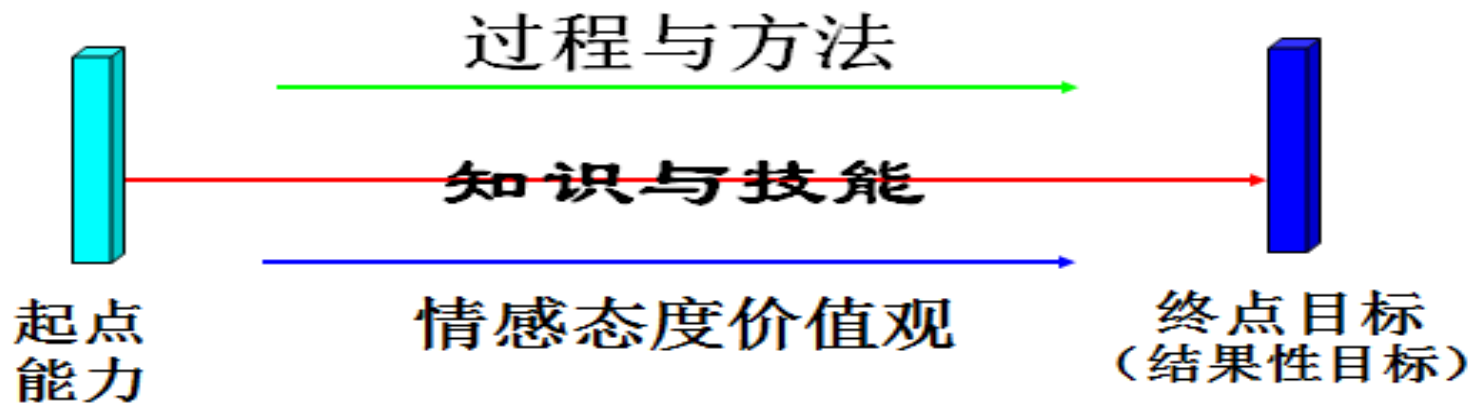 过程与方法
知识与技能
情感态度价值观
起点
能力
终点目标
（结果性目标）